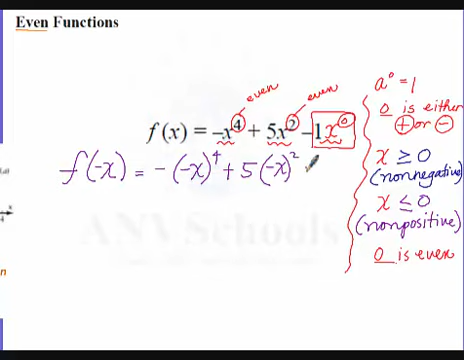 Even Functions
even
even
f(x) = –x⁴ + 5x² – 1x⁰
f(-x) = -(-x)⁴ + 5(-x)²
a⁰ = 1
0 is either
+ or -
x ≥ 0
(nonnegative)
x ≤ 0
(nonpositive)
0 is even